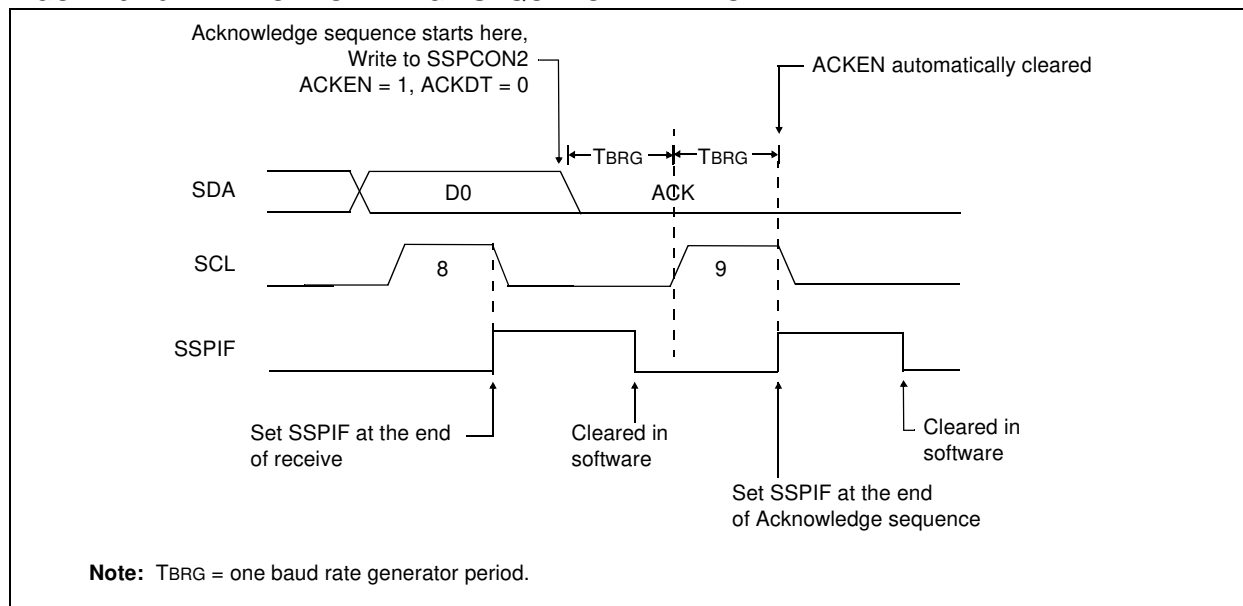 Acknowledge sequence starts here,
Write to SSPCON2
ACKEN = 1, ACKDT = 0
ACKEN automatically cleared
TBRG
TBRG
SDA
D0
ACK
SCL
8
9
SSPIF
Set SSPIF at the end
of receive
Cleared in
software
Cleared in
software
Set SSPIF at the end
of Acknowledge sequence
Note: TBRG = one baud rate generator period.